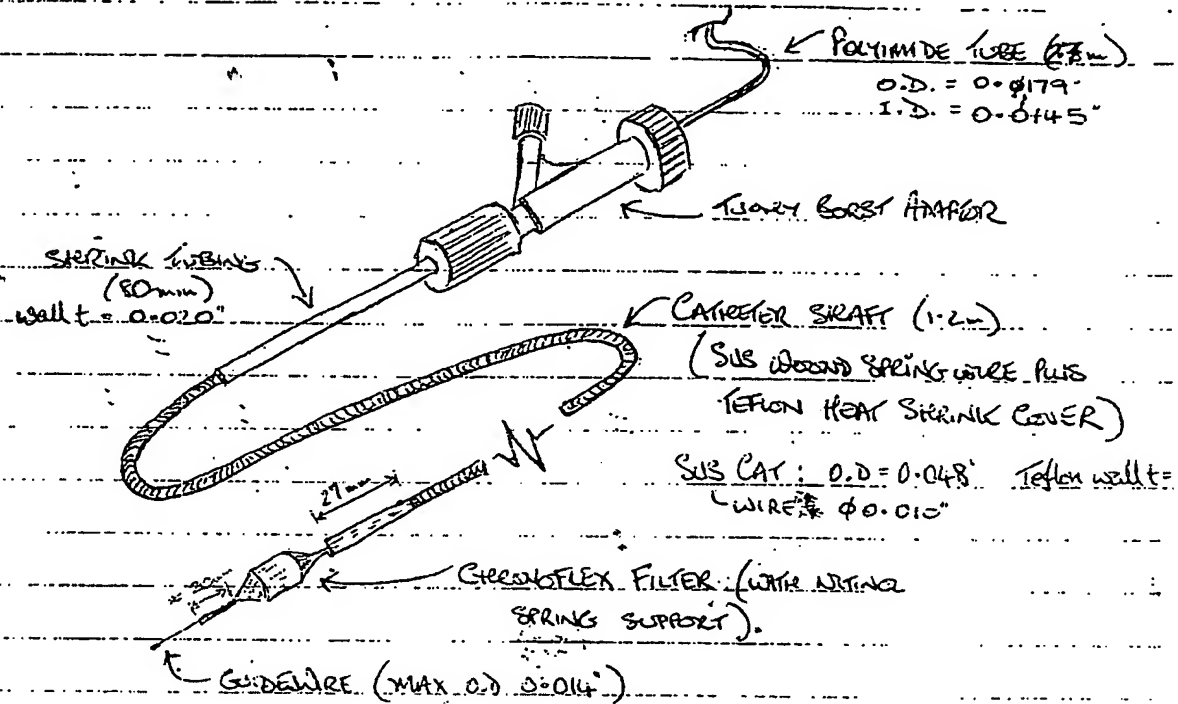 POLYIMIDE TUBE
O.D. = 0.0179"
I.D. = 0.0145"
TUOHY BORST ADAPTOR
SHRINK TUBING
(80mm)
wall t = 0.020"
CATHETER SHAFT (1.2m)
(SUS WOUND SPRING WIRE PLUS
TEFLON HEAT SHRINK COVER)
SUS CAT : O.D = 0.048" Teflon wall t =
WIRE φ0.010"
27mm
CHRONOFLEX FILTER (WITH NITINOL
SPRING SUPPORT).
GUIDEWIRE (MAX O.D 0.014")